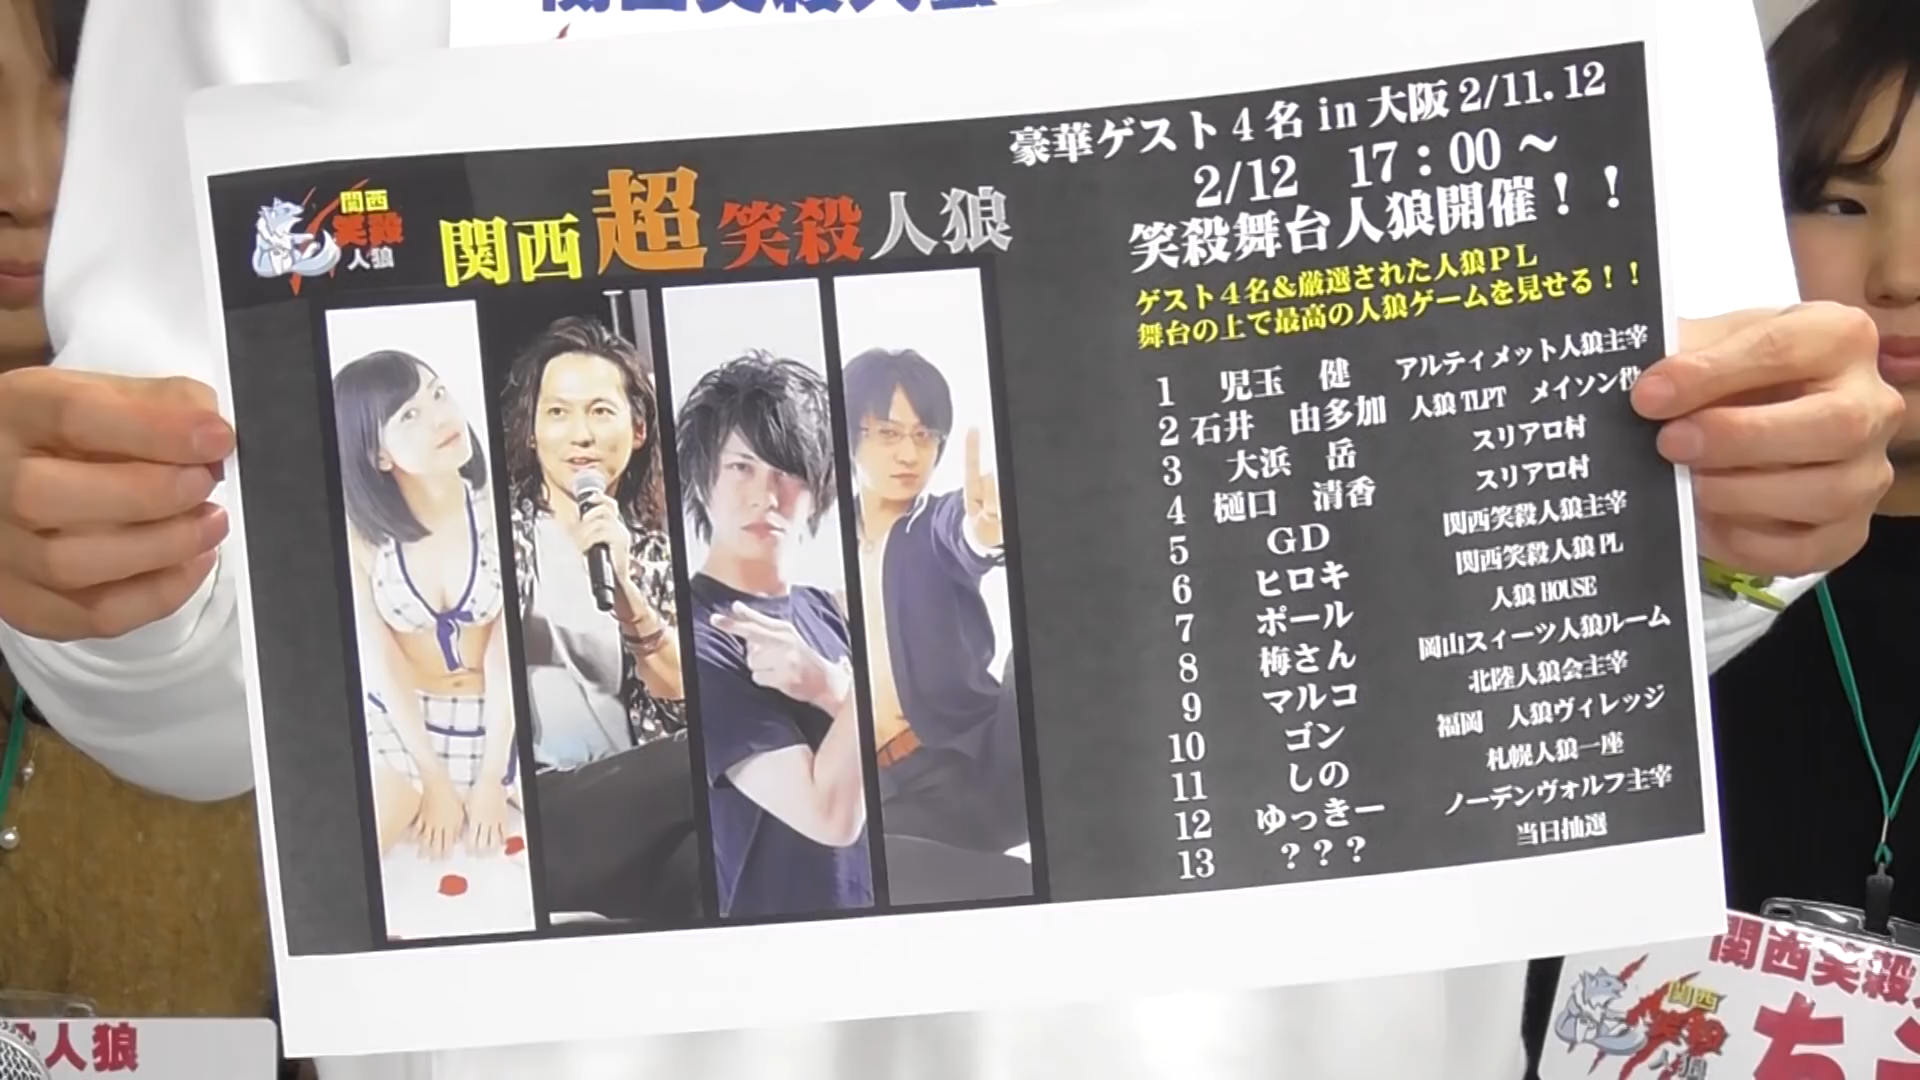 関西
笑殺
人狼
関西超笑殺人狼
豪華ゲスト4名 in 大阪 2/11.12
2/12 17：00～
笑殺舞台人狼開催！！
ゲスト4名&厳選された人狼PL
舞台の上で最高の人狼ゲームを見せる！！
1 児玉 健 アルティメット人狼主宰
2 石井 由多加 人狼 TLPT メイソン役
3 大浜 岳 スリアロ村
4 樋口 清香 スリアロ村
5 GD 関西笑殺人狼主宰
6 ヒロキ 関西笑殺人狼 PL
7 ポール 人狼 HOUSE
8 梅さん 岡山スィーツ人狼ルーム
9 マルコ 北陸人狼会主宰
10 ゴン 福岡 人狼ヴィレッジ
11 しの 札幌人狼一座
12 ゆっきー ノーデンヴォルフ主宰
13 ？？？ 当日抽選
人狼
関西笑殺
関西
笑殺
人狼
ち